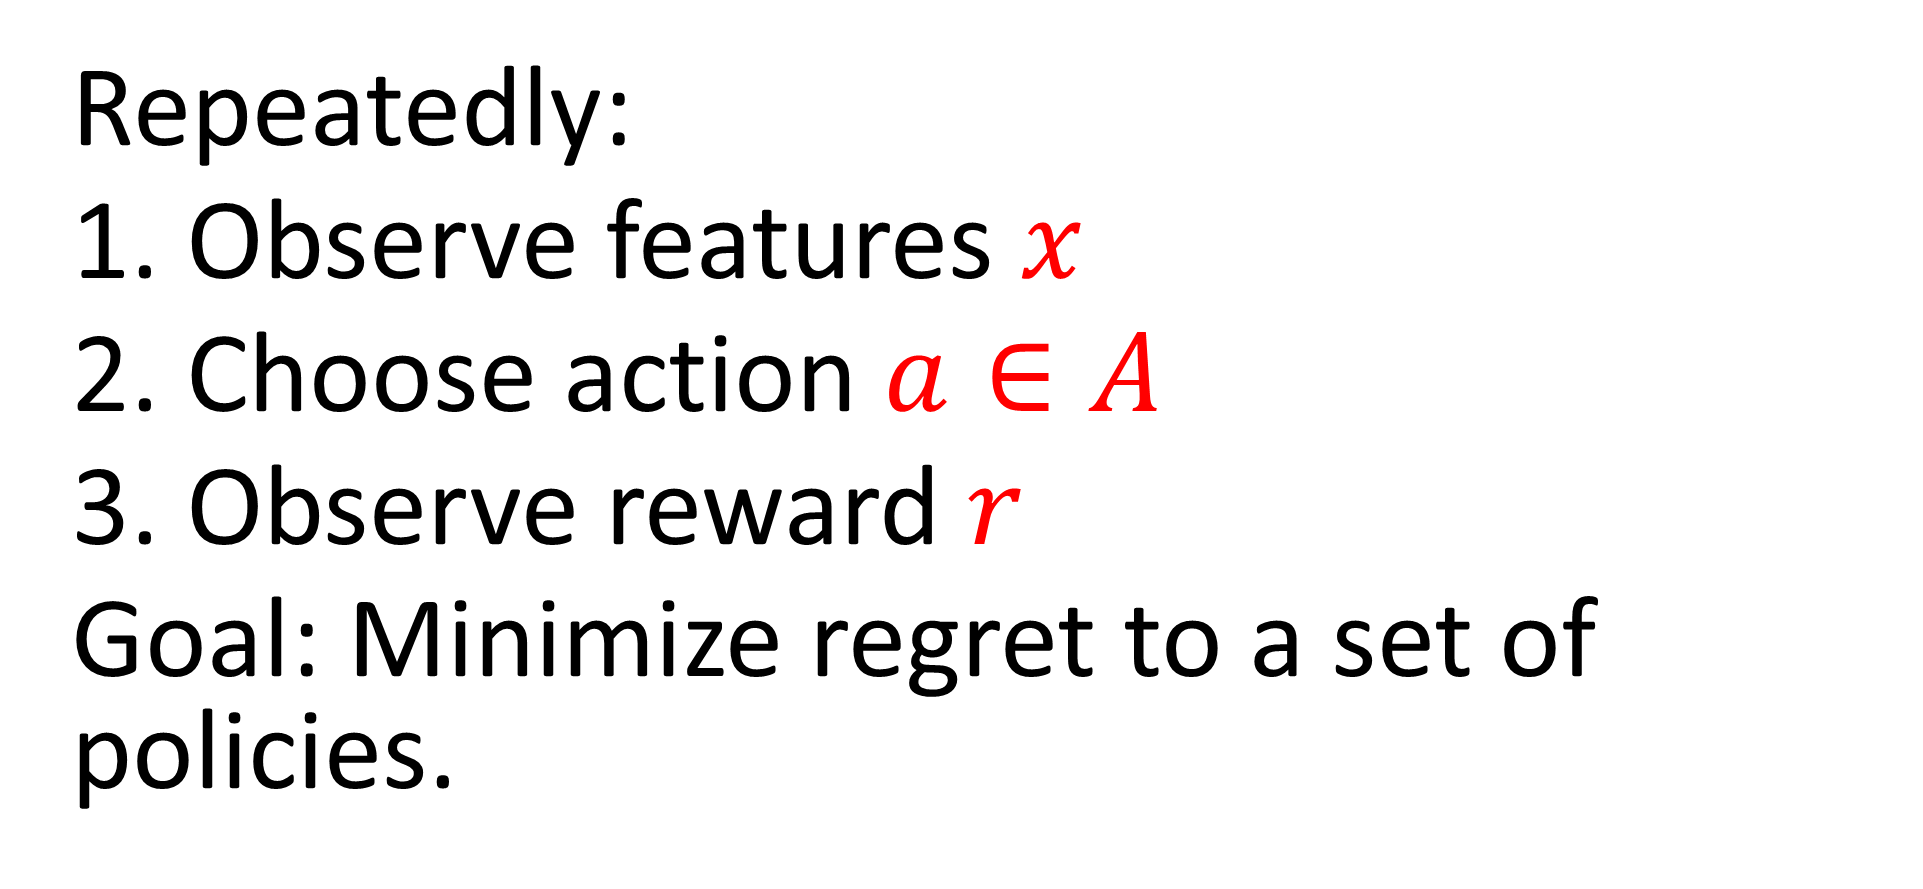 Repeatedly:
1. Observe features x
2. Choose action a ∈ A
3. Observe reward r
Goal: Minimize regret to a set of
policies.